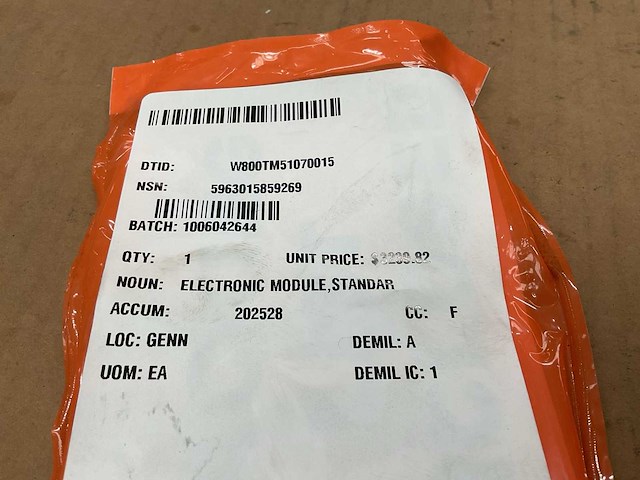 DTID: W800TM51070015
NSN: 5963015859269
BATCH: 1006042644
QTY: 1 UNIT PRICE:
NOUN: ELECTRONIC MODULE,STANDAR
ACCUM: 202528 CC: F
LOC: GENN DEMIL: A
UOM: EA DEMIL IC: 1